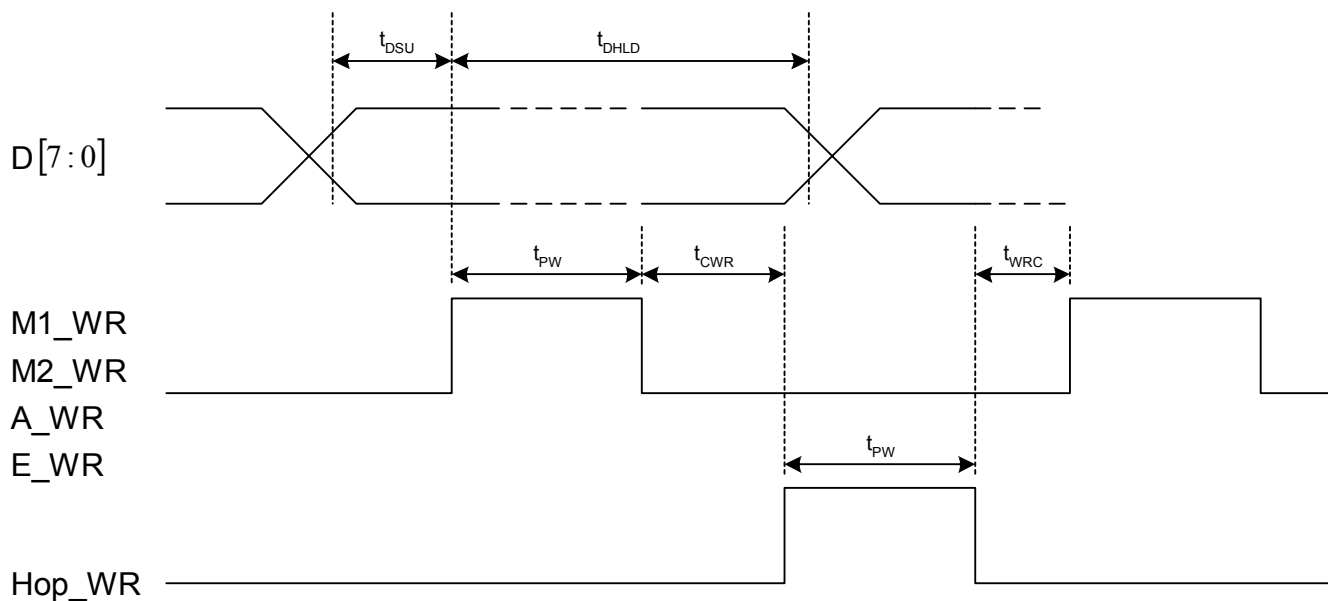 tDSU tDHLD
D[7:0]
tPW tCWR tWRC
M1_WR
M2_WR
A_WR
E_WR
tPW
Hop_WR